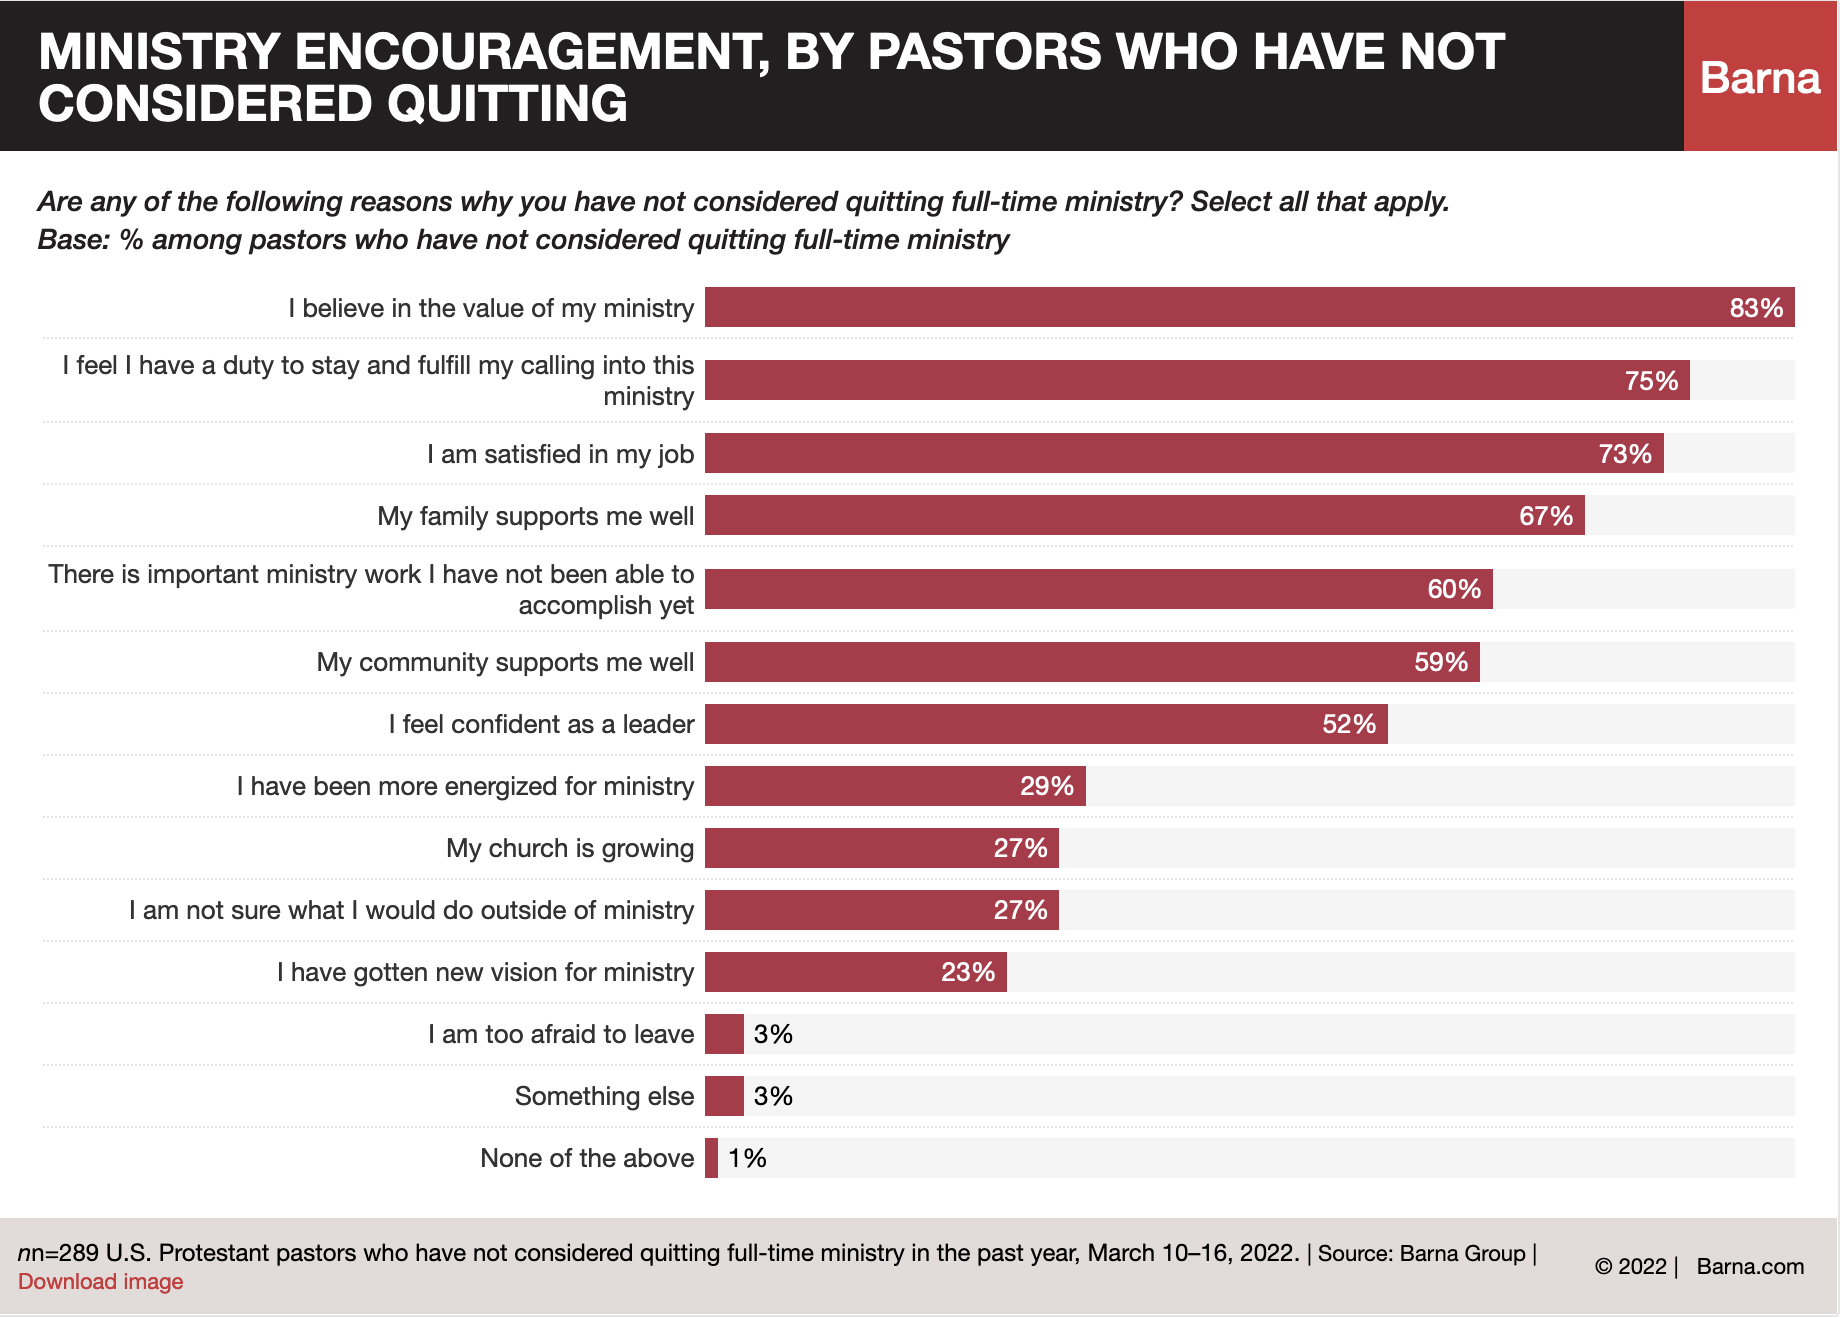 MINISTRY ENCOURAGEMENT, BY PASTORS WHO HAVE NOT
CONSIDERED QUITTING
Barna
Are any of the following reasons why you have not considered quitting full-time ministry? Select all that apply.
Base: % among pastors who have not considered quitting full-time ministry
I believe in the value of my ministry 83%
I feel I have a duty to stay and fulfill my calling into this
ministry 75%
I am satisfied in my job 73%
My family supports me well 67%
There is important ministry work I have not been able to
accomplish yet 60%
My community supports me well 59%
I feel confident as a leader 52%
I have been more energized for ministry 29%
My church is growing 27%
I am not sure what I would do outside of ministry 27%
I have gotten new vision for ministry 23%
I am too afraid to leave 3%
Something else 3%
None of the above 1%
nn=289 U.S. Protestant pastors who have not considered quitting full-time ministry in the past year, March 10–16, 2022. | Source: Barna Group |
Download image
© 2022 | Barna.com